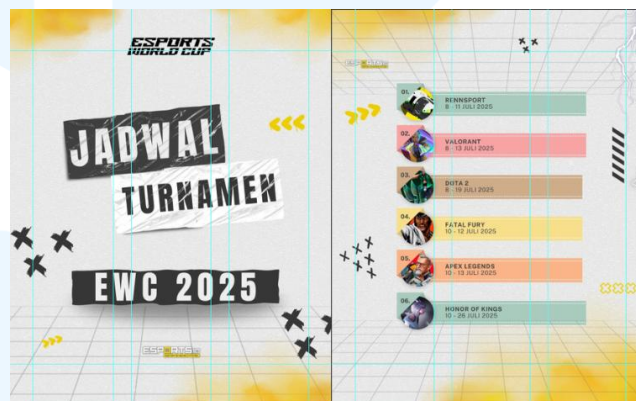 ESPORTS
WORLD CUP
JADWAL
TURNAMEN
EWC 2025
01.
RENNSPORT
8 - 11 JULI 2025
02.
VALORANT
8 - 13 JULI 2025
03.
DOTA 2
8 - 19 JULI 2025
04.
FATAL FURY
10 - 12 JULI 2025
05.
APEX LEGENDS
10 - 13 JULI 2025
06.
HONOR OF KINGS
10 - 26 JULI 2025